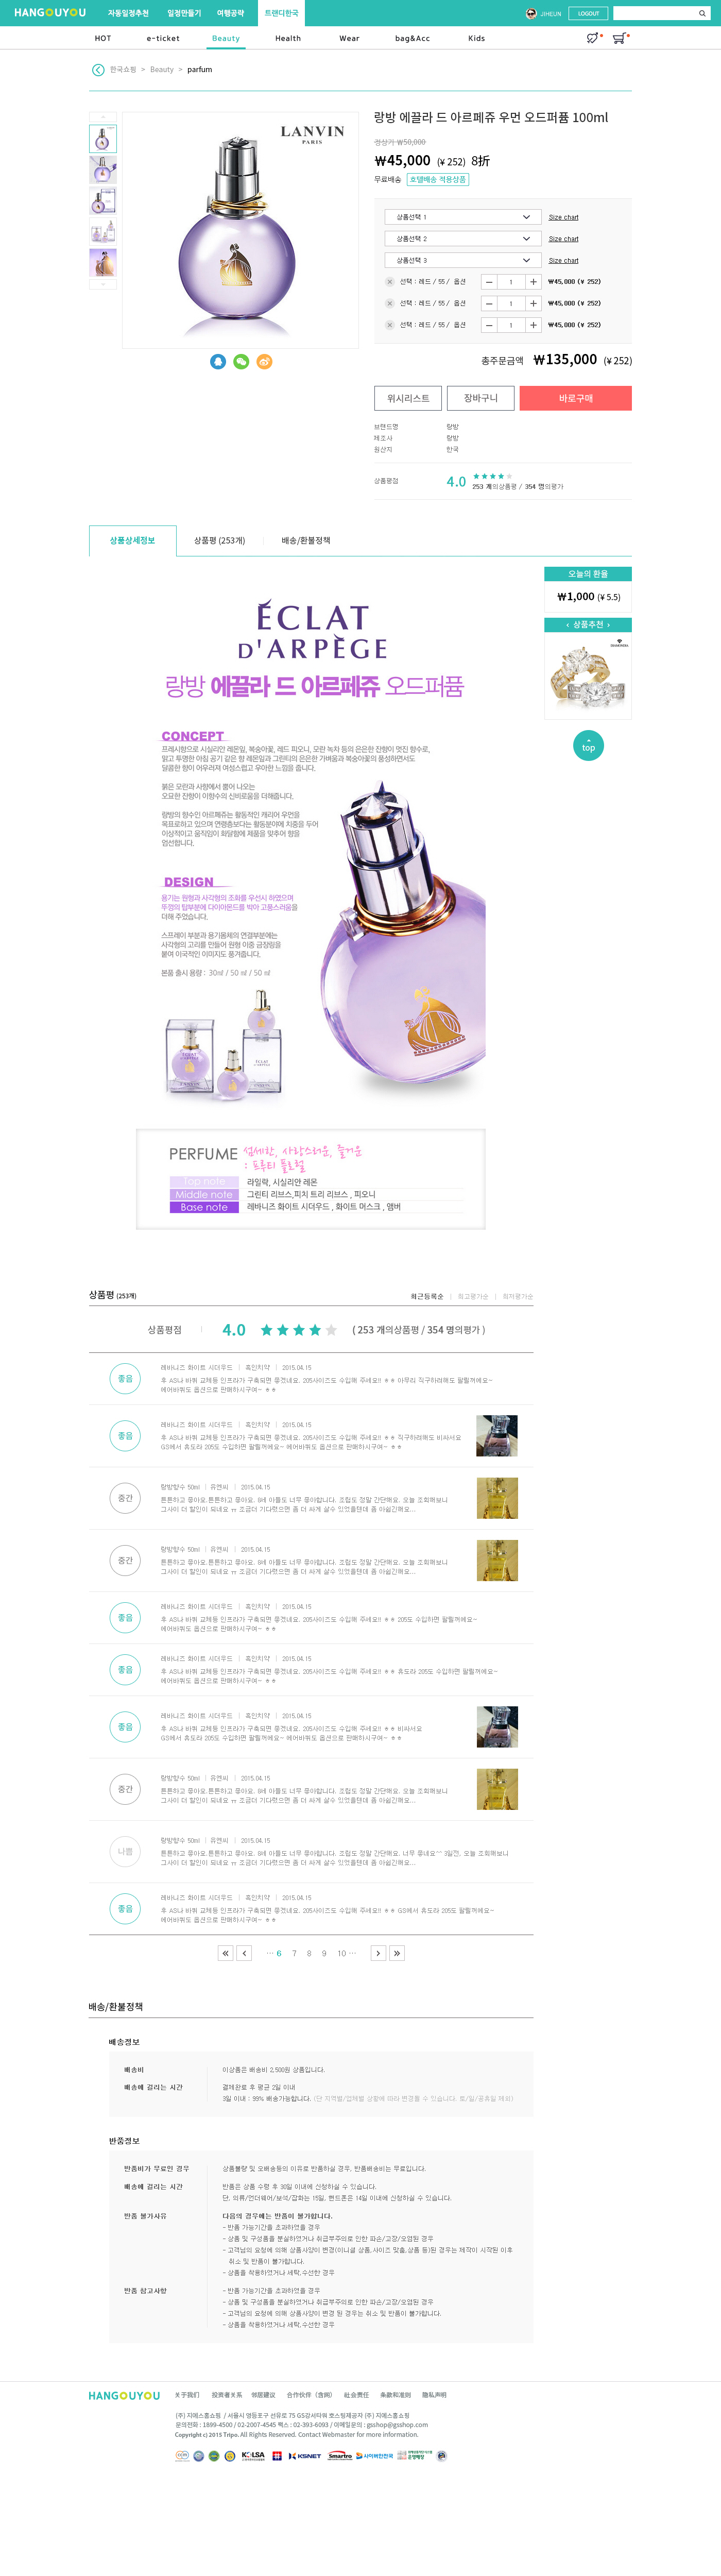 HANGOUYOU 자동일정추천 일정만들기 여행공략 트랜디한국 JIHEUN LOGOUT
HOT e-ticket Beauty Health Wear bag&Acc Kids
한국쇼핑 > Beauty > parfum
LANVIN
PARIS
랑방 에끌라 드 아르페쥬 우먼 오드퍼퓸 100ml
정상가 ₩50,000
₩45,000 (¥ 252) 8折
무료배송 호텔배송 적용상품
상품선택 1 Size chart
상품선택 2 Size chart
상품선택 3 Size chart
선택 : 레드 / 55 / 옵션 1 ₩45,000 (¥ 252)
선택 : 레드 / 55 / 옵션 1 ₩45,000 (¥ 252)
선택 : 레드 / 55 / 옵션 1 ₩45,000 (¥ 252)
총주문금액 ₩135,000 (¥ 252)
위시리스트 장바구니 바로구매
브랜드명 랑방
제조사 랑방
원산지 한국
상품평점 4.0
253 개의상품평 / 354 명의평가
상품상세정보 상품평 (253개) 배송/환불정책
오늘의 환율
₩1,000 (¥ 5.5)
‹ 상품추천 ›
top
ÉCLAT
D'ARPÈGE
랑방 에끌라 드 아르페쥬 오드퍼퓸
CONCEPT
프레시향으로 시실리안 레몬잎, 복숭아꽃, 레드 피오니, 모란 녹차 등의 은은한 잔향이 멋진 향수로,
맑고 투명한 아침 공기 같은 향 레몬잎과 그린티의 은은한 가벼움과 복숭아꽃의 풍성하면서도
달콤한 향이 어우러져 여성스럽고 우아한 느낌을 줍니다.
붉은 모란과 사향에서 뿜어 나오는
오묘한 잔향이 이향수의 신비로움을 더해줍니다.
랑방의 향수인 아르페쥬는 활동적인 캐리어 우먼을
목표로하고 있으며 연령층보다는 활동분야에 치중을 두어
이상적이고 움직임이 화달함에 제품을 맞추어 향을
엄선합니다.
DESIGN
용기는 원형과 사각형의 조화를 우선시 하였으며
뚜껑의 탑부분에 다이아몬드를 박아 고풍스러움을
더해 주었습니다.
스프레이 부분과 용기몸체의 연결부분에는
사각형의 고리를 만들어 원형 이중 금장링을
붙여 이국적인 이미지도 풍겨줍니다.
본품 출시 용량 : 30㎖ / 50 ㎖ / 50 ㎖
ÉCLAT
D'ARPÈGE
LANVIN
PERFUME 섬세한, 사랑스러운, 즐거운
: 프루티 플로럴
Top note 라일락, 시실리안 레몬
Middle note 그린티 리브스,피치 트리 리브스 , 피오니
Base note 레바니즈 화이트 시더우드 , 화이트 머스크 , 앰버
상품평 (253개) 최근등록순 | 최고평가순 | 최저평가순
상품평점 | 4.0 ( 253 개의상품평 / 354 명의평가 )
레바니즈 화이트 시더우드 | 흑인치약 | 2015.04.15
좋음
후 AS나 바퀴 교체등 인프라가 구축되면 좋겠네요. 205사이즈도 수입해 주세요!! ㅎㅎ 아무리 직구하려해도 말릴꺼예요~
에어바퀴도 옵션으로 판매하시구여~ ㅎㅎ
레바니즈 화이트 시더우드 | 흑인치약 | 2015.04.15
좋음
후 AS나 바퀴 교체등 인프라가 구축되면 좋겠네요. 205사이즈도 수입해 주세요!! ㅎㅎ 직구하려해도 비싸서요
GS에서 휴도라 205도 수입하면 말릴꺼에요~ 에어바퀴도 옵션으로 판매하시구여~ ㅎㅎ
랑방향수 50ml | 유연씨 | 2015.04.15
중간
튼튼하고 좋아요.튼튼하고 좋아요. 9세 아들도 너무 좋아합니다. 조립도 정말 간단해요. 오늘 조회해보니
그사이 더 할인이 되네요 ㅠ 조금더 기다렸으면 좀 더 싸게 살수 있었을텐데 좀 아쉽긴해요...
랑방향수 50ml | 유연씨 | 2015.04.15
중간
튼튼하고 좋아요.튼튼하고 좋아요. 9세 아들도 너무 좋아합니다. 조립도 정말 간단해요. 오늘 조회해보니
그사이 더 할인이 되네요 ㅠ 조금더 기다렸으면 좀 더 싸게 살수 있었을텐데 좀 아쉽긴해요...
레바니즈 화이트 시더우드 | 흑인치약 | 2015.04.15
좋음
후 AS나 바퀴 교체등 인프라가 구축되면 좋겠네요. 205사이즈도 수입해 주세요!! ㅎㅎ 205도 수입하면 말릴꺼에요~
에어바퀴도 옵션으로 판매하시구여~ ㅎㅎ
레바니즈 화이트 시더우드 | 흑인치약 | 2015.04.15
좋음
후 AS나 바퀴 교체등 인프라가 구축되면 좋겠네요. 205사이즈도 수입해 주세요!! ㅎㅎ 휴도라 205도 수입하면 말릴꺼에요~
에어바퀴도 옵션으로 판매하시구여~ ㅎㅎ
레바니즈 화이트 시더우드 | 흑인치약 | 2015.04.15
좋음
후 AS나 바퀴 교체등 인프라가 구축되면 좋겠네요. 205사이즈도 수입해 주세요!! ㅎㅎ 비싸서요
GS에서 휴도라 205도 수입하면 말릴꺼에요~ 에어바퀴도 옵션으로 판매하시구여~ ㅎㅎ
랑방향수 50ml | 유연씨 | 2015.04.15
중간
튼튼하고 좋아요.튼튼하고 좋아요. 9세 아들도 너무 좋아합니다. 조립도 정말 간단해요. 오늘 조회해보니
그사이 더 할인이 되네요 ㅠ 조금더 기다렸으면 좀 더 싸게 살수 있었을텐데 좀 아쉽긴해요...
랑방향수 50ml | 유연씨 | 2015.04.15
나쁨
튼튼하고 좋아요.튼튼하고 좋아요. 9세 아들도 너무 좋아합니다. 조립도 정말 간단해요. 너무 좋네요^^ 3일전, 오늘 조회해보니
그사이 더 할인이 되네요 ㅠ 조금더 기다렸으면 좀 더 싸게 살수 있었을텐데 좀 아쉽긴해요...
레바니즈 화이트 시더우드 | 흑인치약 | 2015.04.15
좋음
후 AS나 바퀴 교체등 인프라가 구축되면 좋겠네요. 205사이즈도 수입해 주세요!! ㅎㅎ GS에서 휴도라 205도 말릴꺼에요~
에어바퀴도 옵션으로 판매하시구여~ ㅎㅎ
« ‹ ··· 6 7 8 9 10 ··· › »
배송/환불정책
배송정보
배송비 이상품은 배송비 2,500원 상품입니다.
배송에 걸리는 시간 결제완료 후 평균 2일 이내
3일 이내 : 99% 배송가능합니다. (단 지역별/업체별 상황에 따라 변경될 수 있습니다. 토/일/공휴일 제외)
반품정보
반품비가 무료인 경우 상품불량 및 오배송등의 이유로 반품하실 경우, 반품배송비는 무료입니다.
배송에 걸리는 시간 반품은 상품 수령 후 30일 이내에 신청하실 수 있습니다.
단, 의류/언더웨어/보석/잡화는 15일, 핸드폰은 14일 이내에 신청하실 수 있습니다.
반품 불가사유 다음의 경우에는 반품이 불가합니다.
- 반품 가능기간을 초과하였을 경우
- 상품 및 구성품을 분실하였거나 취급부주의로 인한 파손/고장/오염된 경우
- 고객님의 요청에 의해 상품사양이 변경(이니셜 상품,사이즈 맞춤,상품 등)된 경우는 제작이 시작된 이후
취소 및 반품이 불가합니다.
- 상품을 착용하였거나 세탁,수선한 경우
반품 참고사항 - 반품 가능기간을 초과하였을 경우
- 상품 및 구성품을 분실하였거나 취급부주의로 인한 파손/고장/오염된 경우
- 고객님의 요청에 의해 상품사양이 변경 된 경우는 취소 및 반품이 불가합니다.
- 상품을 착용하였거나 세탁,수선한 경우
HANGOUYOU 关于我们 投资者关系 邻居建议 合作伙伴（含网） 社会责任 条款和准则 隐私声明
(주) 지에스홈쇼핑 / 서울시 영등포구 선유로 75 GS강서타워 호스팅제공자 (주) 지에스홈쇼핑
문의전화 : 1899-4500 / 02-2007-4545 팩스 : 02-393-6093 / 이메일문의 : gsshop@gsshop.com
Copyright c) 2015 Tripo. All Rights Reserved. Contact Webmaster for more information.
KOLSA KSNET Smartro 사이버안전국